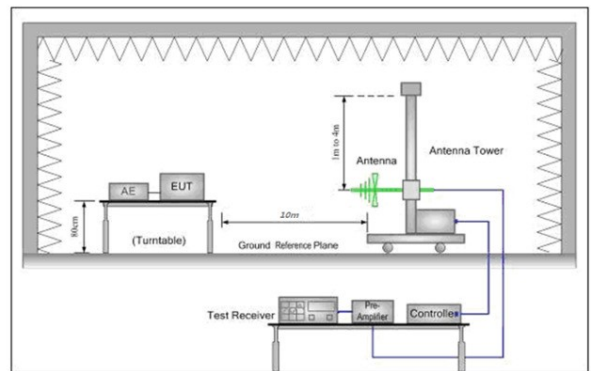 1m to 4m
Antenna
Antenna Tower
AE
EUT
80cm
(Turntable)
10m
Ground Reference Plane
Test Receiver
Pre-
Amplifier
Controller